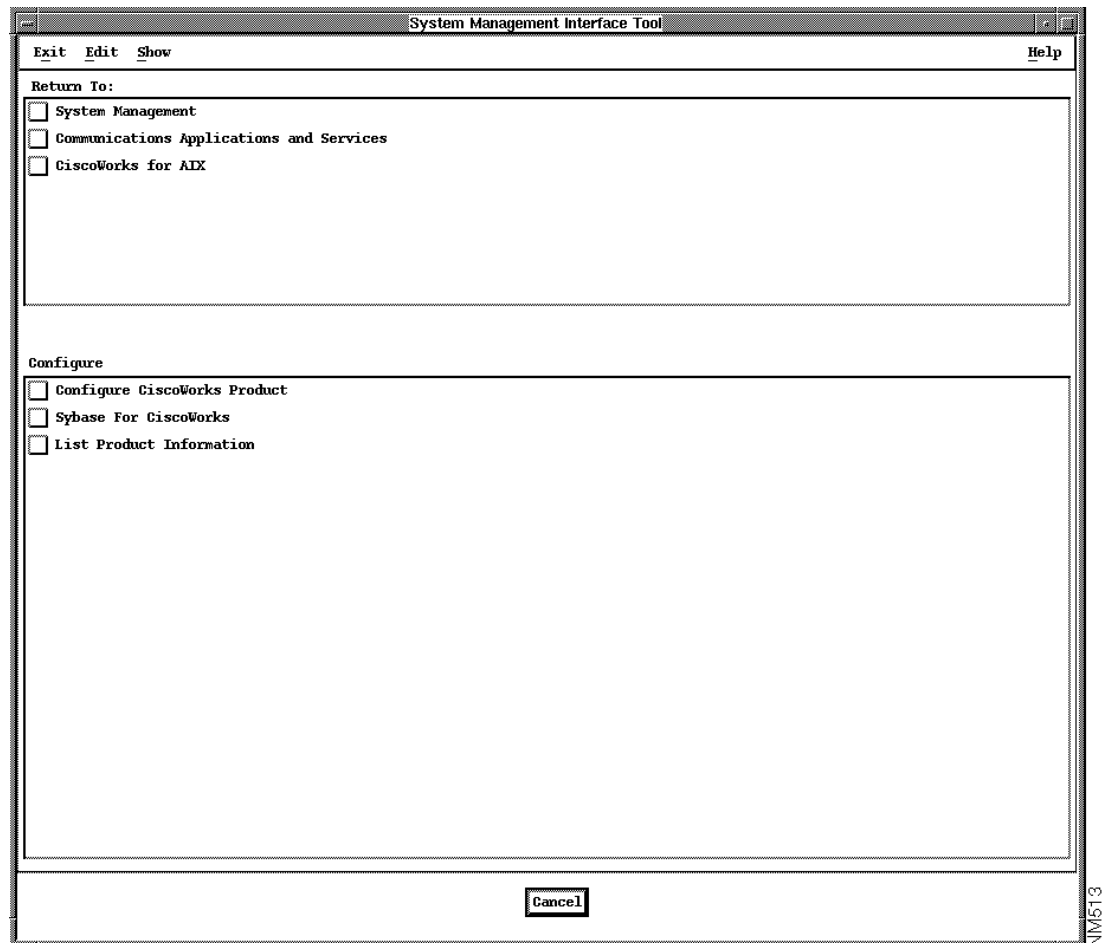 System Management Interface Tool
Exit Edit Show Help
Return To:
System Management
Communications Applications and Services
CiscoWorks for AIX
Configure
Configure CiscoWorks Product
Sybase For CiscoWorks
List Product Information
Cancel
NM513